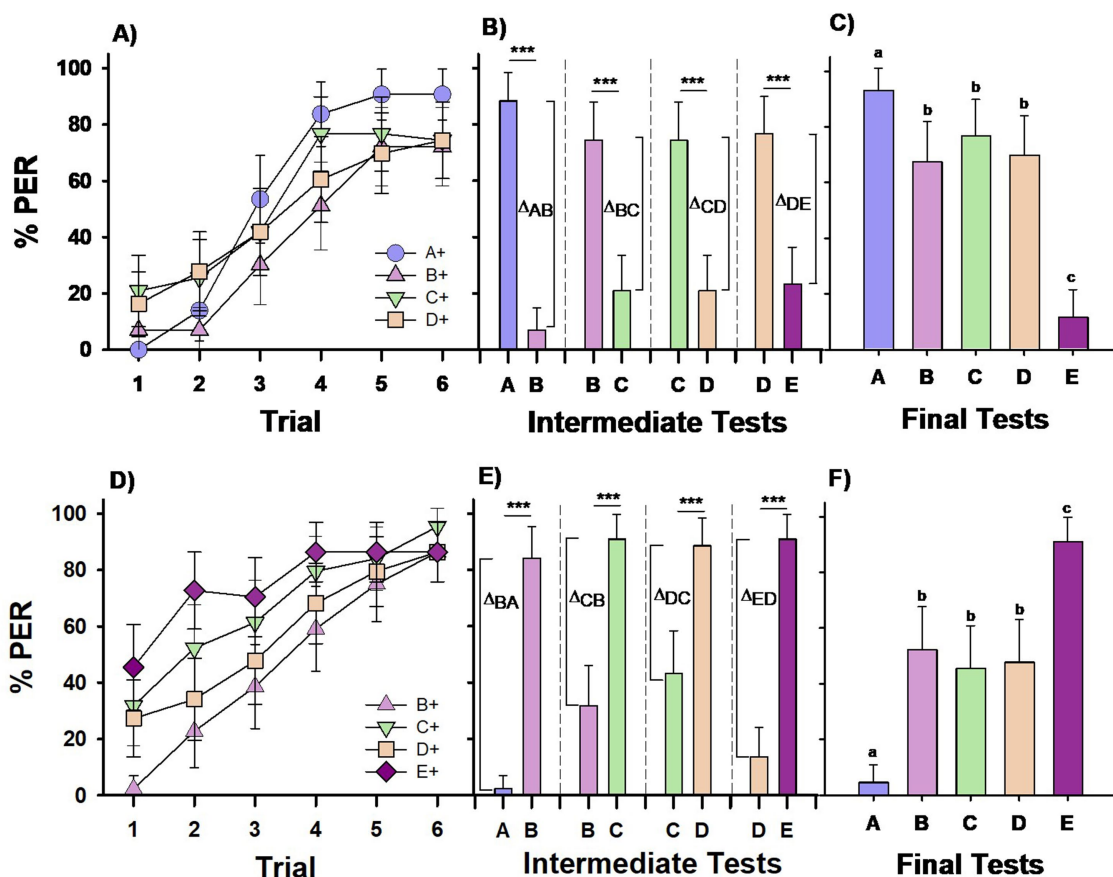 A)
% PER
100
80
60
40
20
0
A+
B+
C+
D+
1 2 3 4 5 6
Trial
B)
*** *** *** ***
ΔAB ΔBC ΔCD ΔDE
A B B C C D D E
Intermediate Tests
C)
a b b b c
A B C D E
Final Tests
D)
% PER
100
80
60
40
20
0
B+
C+
D+
E+
1 2 3 4 5 6
Trial
E)
*** *** *** ***
ΔBA ΔCB ΔDC ΔED
A B B C C D D E
Intermediate Tests
F)
a b b b c
A B C D E
Final Tests